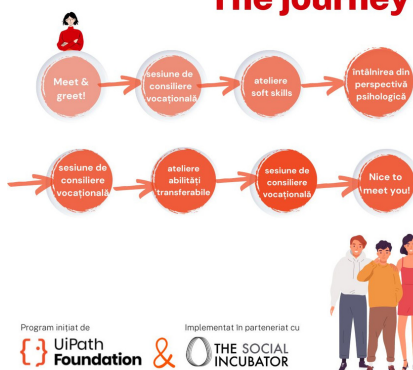 The journey
Meet &
greet!
sesiune de
consiliere
vocațională
ateliere
soft skills
întâlnirea din
perspectivă
psihologică
sesiune de
consiliere
vocațională
ateliere
abilități
transferabile
sesiune de
consiliere
vocațională
Nice to
meet you!
Program inițiat de
UiPath
Foundation
&
Implementat în parteneriat cu
THE SOCIAL
INCUBATOR